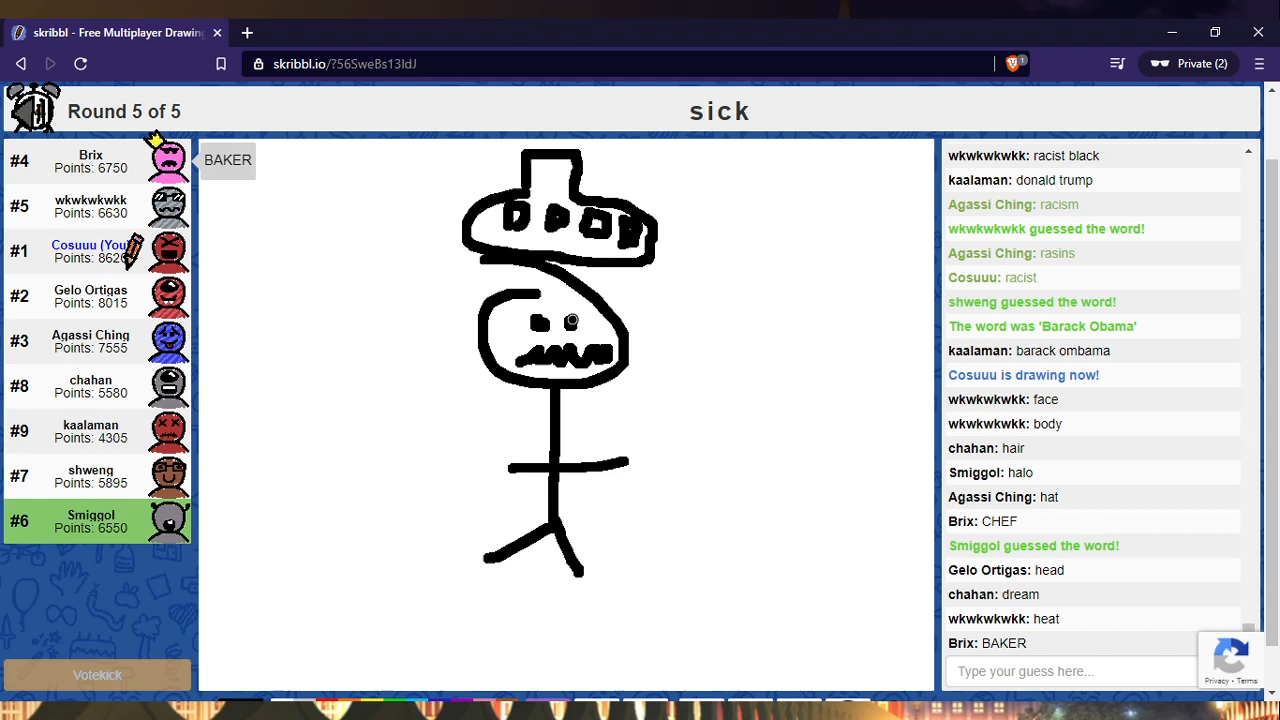 skribbl - Free Multiplayer Drawing
skribbl.io/?56SweBs13IdJ
1
Private (2)
Round 5 of 5
sick
#4 Brix
Points: 6750
BAKER
#5 wkwkwkwkk
Points: 6630
#1 Cosuuu (You)
Points: 8620
#2 Gelo Ortigas
Points: 8015
#3 Agassi Ching
Points: 7555
#8 chahan
Points: 5580
#9 kaalaman
Points: 4305
#7 shweng
Points: 5895
#6 Smiggol
Points: 6550
Votekick
wkwkwkwkk: racist black
kaalaman: donald trump
Agassi Ching: racism
wkwkwkwkk guessed the word!
Agassi Ching: rasins
Cosuuu: racist
shweng guessed the word!
The word was 'Barack Obama'
kaalaman: barack ombama
Cosuuu is drawing now!
wkwkwkwkk: face
wkwkwkwkk: body
chahan: hair
Smiggol: halo
Agassi Ching: hat
Brix: CHEF
Smiggol guessed the word!
Gelo Ortigas: head
chahan: dream
wkwkwkwkk: heat
Brix: BAKER
Type your guess here...
Privacy - Terms